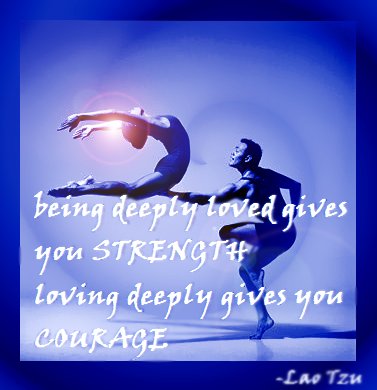 being deeply loved gives
you STRENGTH
loving deeply gives you
COURAGE
-Lao Tzu